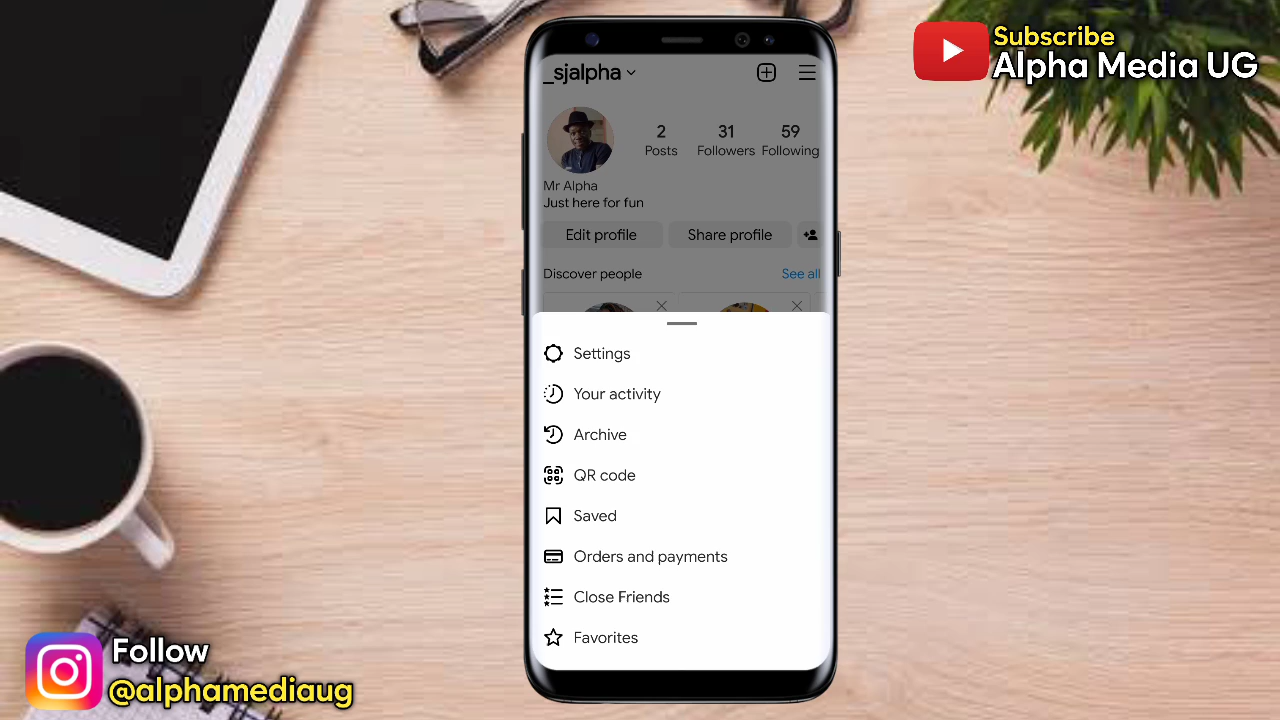 Subscribe
Alpha Media UG
_sjalpha
2 31 59
Posts Followers Following
Mr Alpha
Just here for fun
Edit profile Share profile
Discover people See all
Settings
Your activity
Archive
QR code
Saved
Orders and payments
Close Friends
Favorites
Follow
@alphamediaug